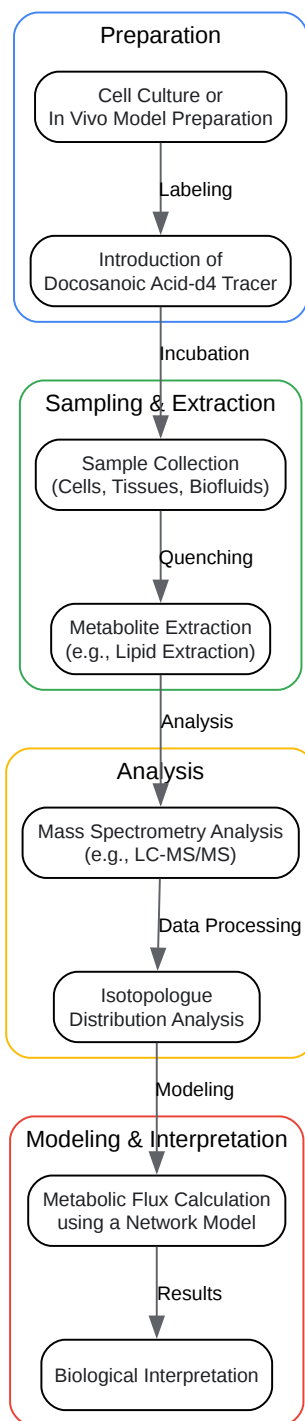 Preparation
Cell Culture or
In Vivo Model Preparation
Labeling
Introduction of
Docosanoic Acid-d4 Tracer
Incubation
Sampling & Extraction
Sample Collection
(Cells, Tissues, Biofluids)
Quenching
Metabolite Extraction
(e.g., Lipid Extraction)
Analysis
Analysis
Mass Spectrometry Analysis
(e.g., LC-MS/MS)
Data Processing
Isotopologue
Distribution Analysis
Modeling
Modeling & Interpretation
Metabolic Flux Calculation
using a Network Model
Results
Biological Interpretation